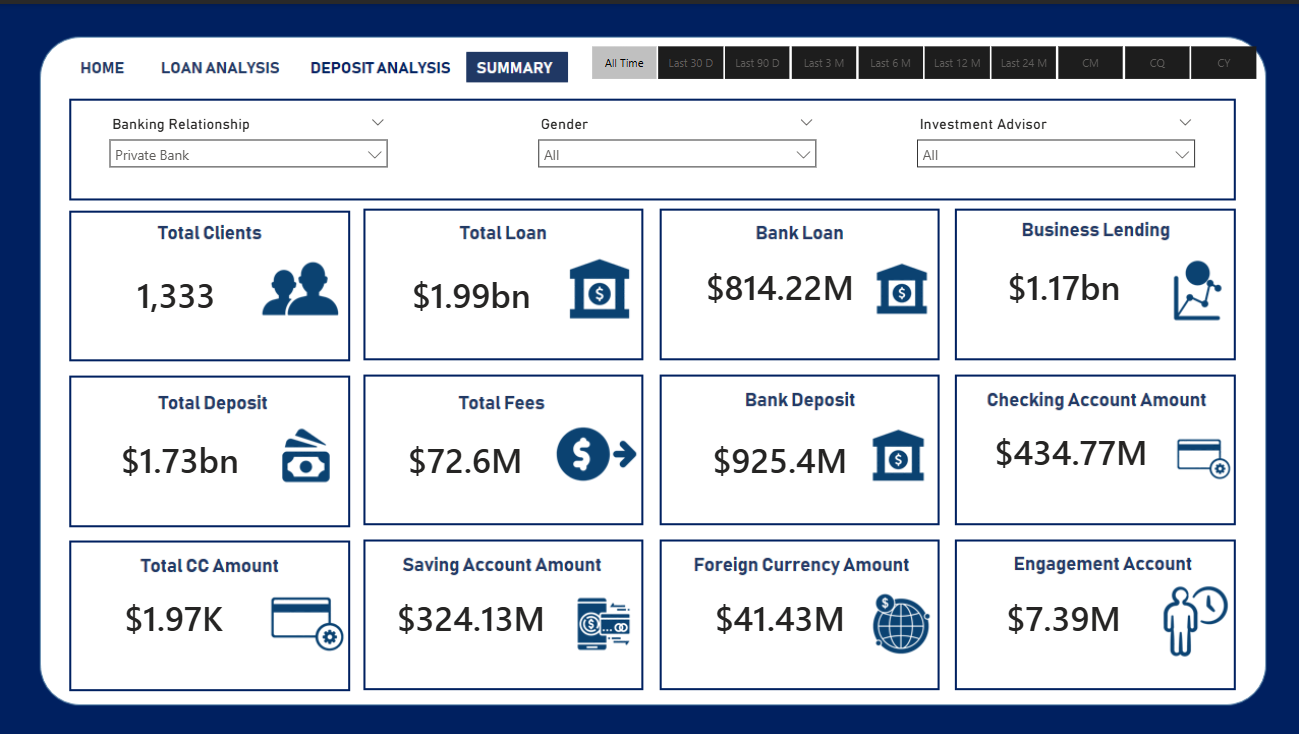 HOME LOAN ANALYSIS DEPOSIT ANALYSIS SUMMARY All Time Last 30 D Last 90 D Last 3 M Last 6 M Last 12 M Last 24 M CM CQ CY
Banking Relationship Gender Investment Advisor
Private Bank All All
Total Clients
1,333
Total Loan
$1.99bn
Bank Loan
$814.22M
Business Lending
$1.17bn
Total Deposit
$1.73bn
Total Fees
$72.6M
Bank Deposit
$925.4M
Checking Account Amount
$434.77M
Total CC Amount
$1.97K
Saving Account Amount
$324.13M
Foreign Currency Amount
$41.43M
Engagement Account
$7.39M